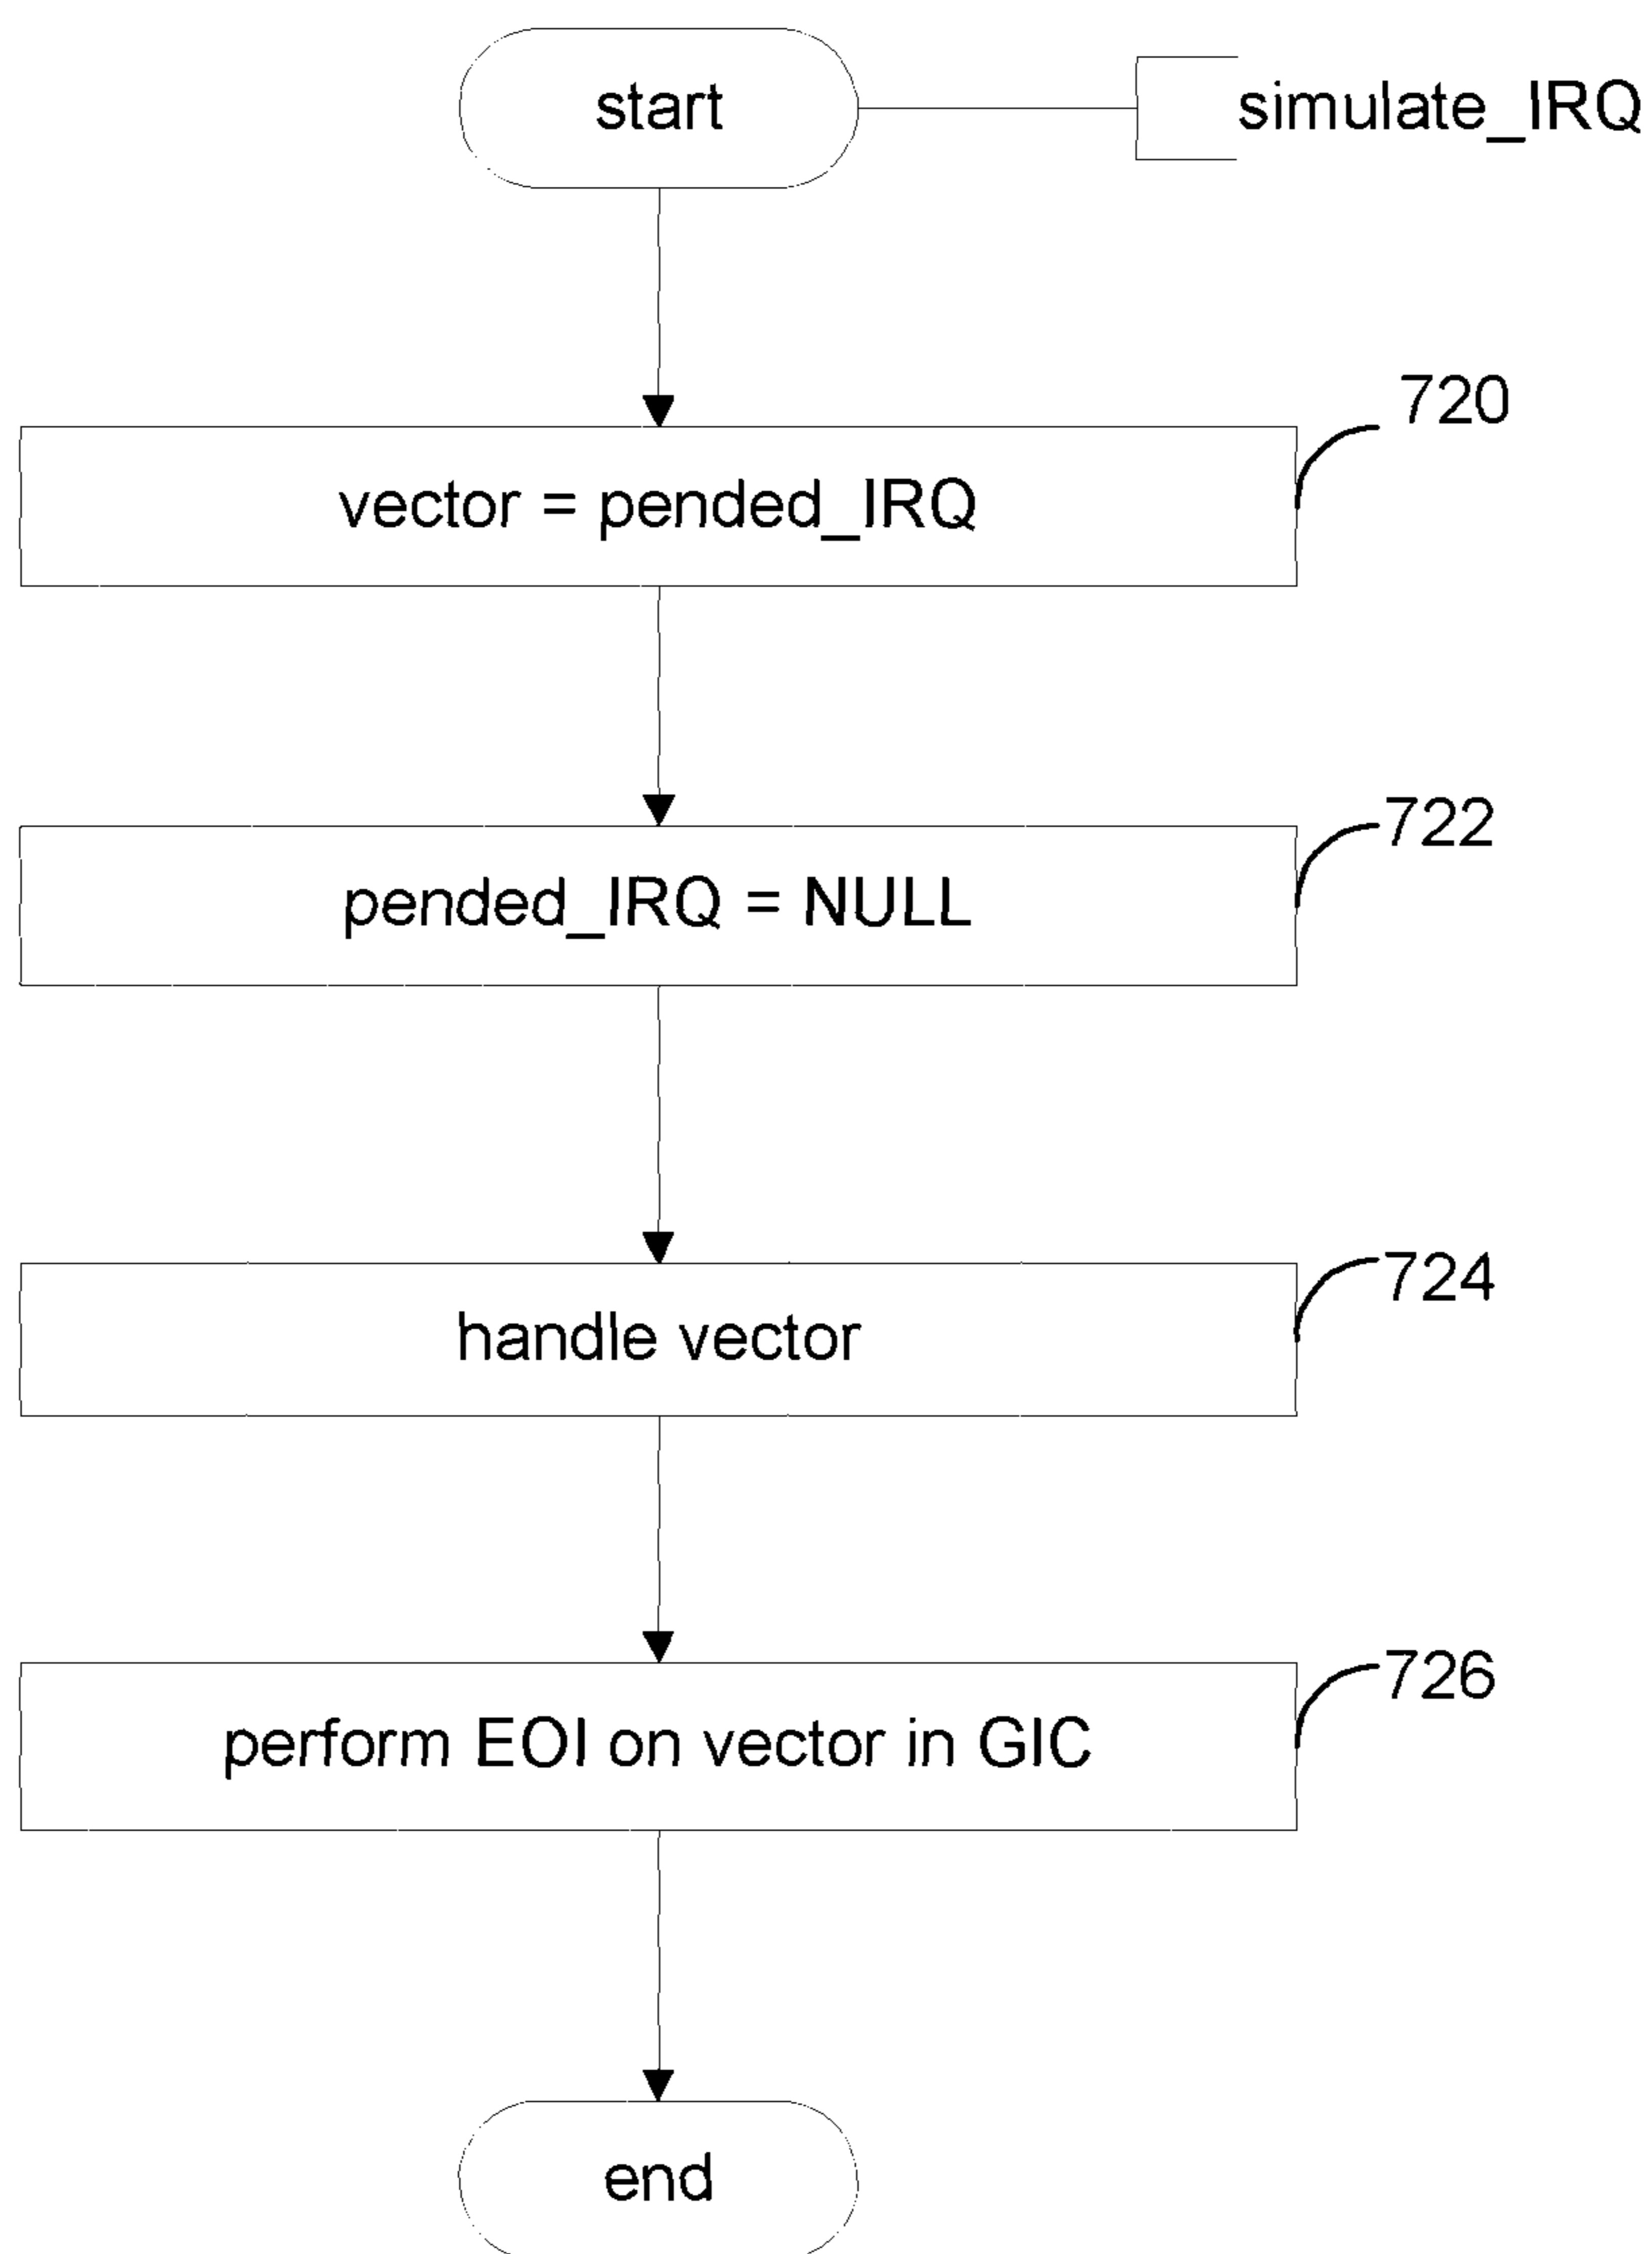 start
simulate_IRQ
720
vector = pended_IRQ
722
pended_IRQ = NULL
724
handle vector
726
perform EOI on vector in GIC
end